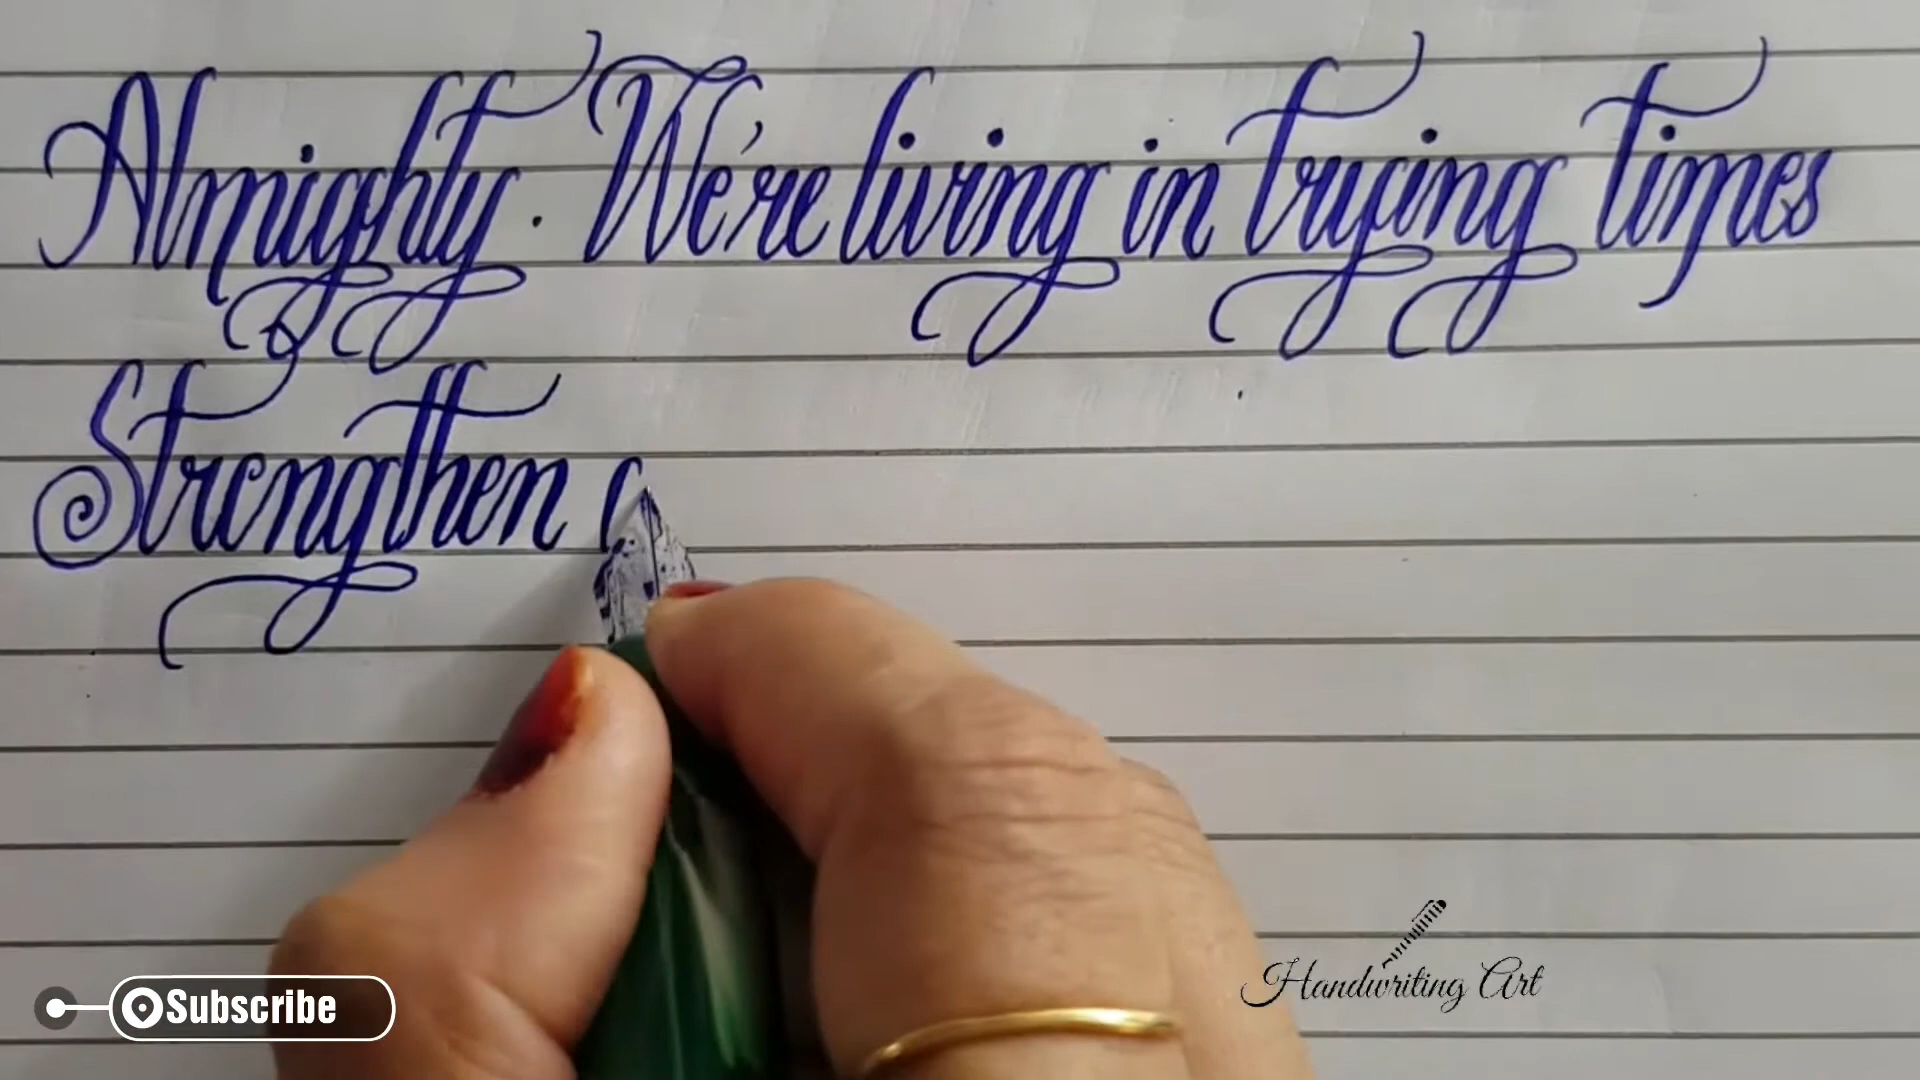 Almighty. We're living in trying times
Strengthen
Handwriting Art
Subscribe